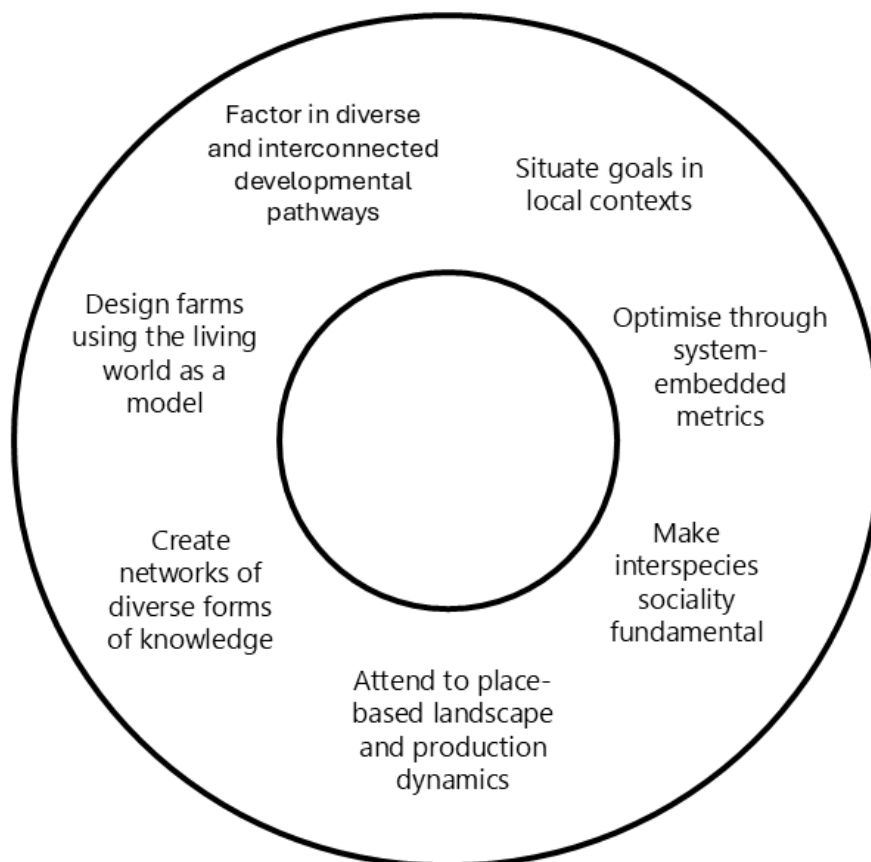 Factor in diverse
and interconnected
developmental
pathways
Situate goals in
local contexts
Optimise through
system-
embedded
metrics
Make
interspecies
sociality
fundamental
Attend to place-
based landscape
and production
dynamics
Create
networks of
diverse forms
of knowledge
Design farms
using the living
world as a
model